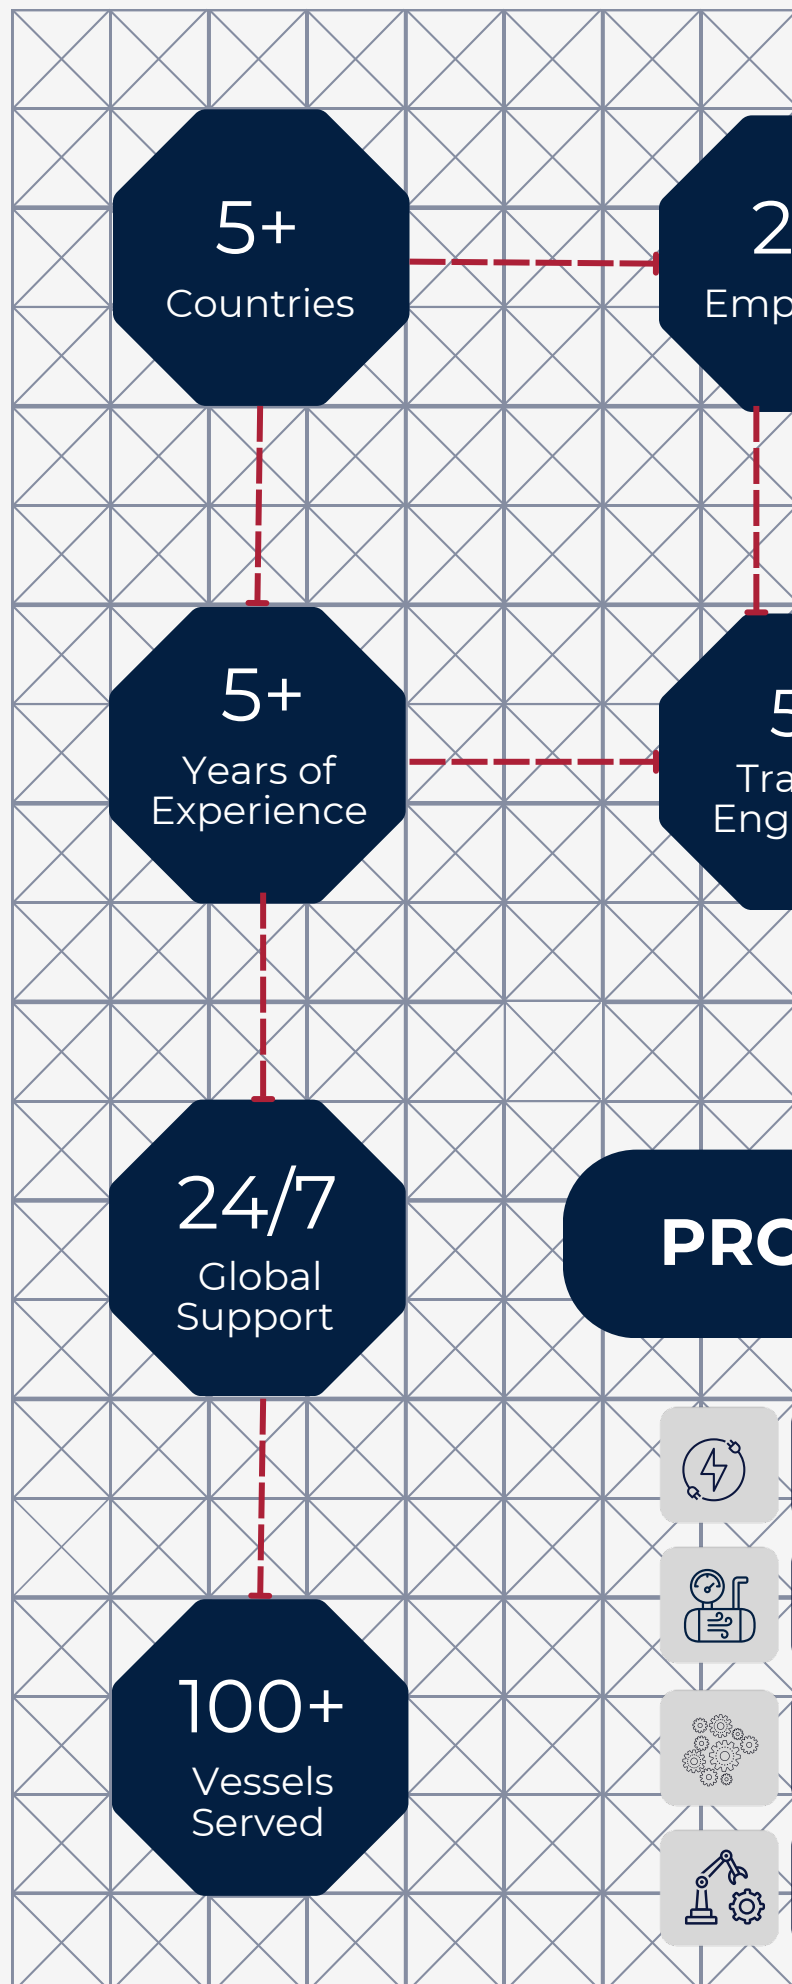 5+
Countries
5+
Years of
Experience
24/7
Global
Support
100+
Vessels
Served